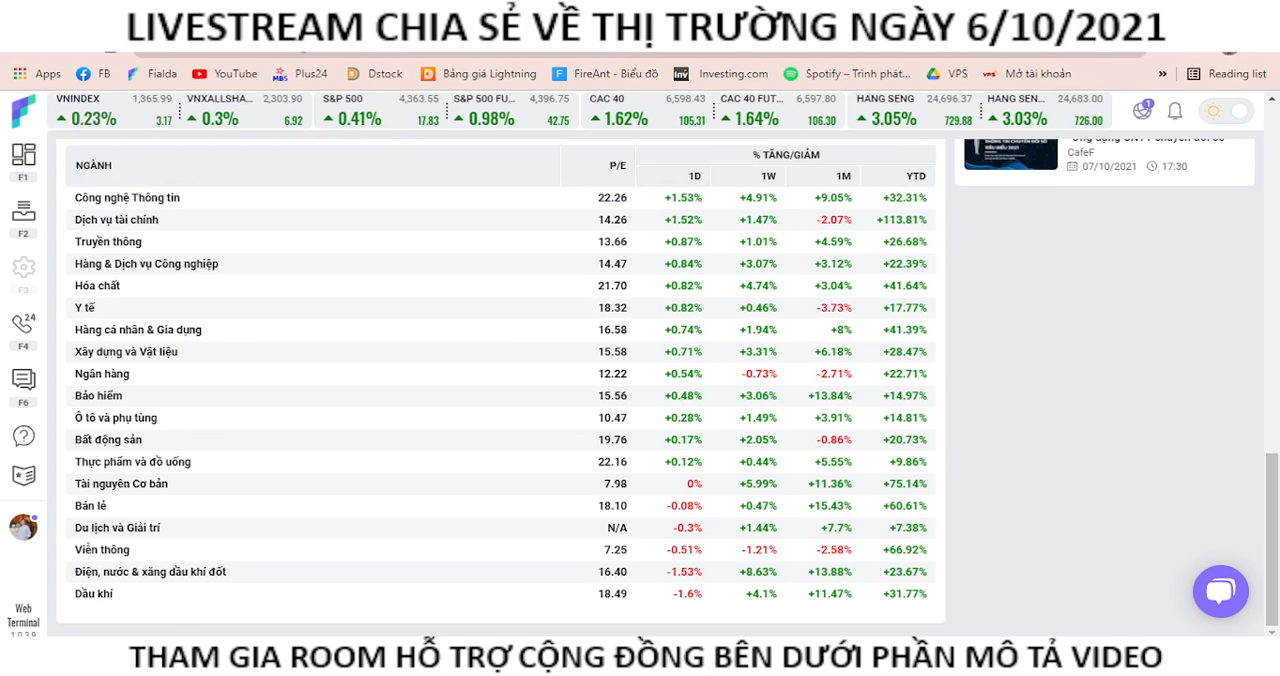 LIVESTREAM CHIA SẺ VỀ THỊ TRƯỜNG NGÀY 6/10/2021
Apps FB Fialda YouTube Plus24 Dstock Bảng giá Lightning FireAnt - Biểu đồ Investing.com Spotify – Trình phát... VPS Mở tài khoản » Reading list
VNINDEX 1,365.99 VNXALLSHA... 2,303.90 S&P 500 4,363.55 S&P 500 FU... 4,396.75 CAC 40 6,598.43 CAC 40 FUT... 6,597.80 HANG SENG 24,696.37 HANG SEN... 24,683.00
0.23% 3.17 0.3% 6.92 0.41% 17.83 0.98% 42.75 1.62% 105.31 1.64% 106.30 3.05% 729.88 3.03% 726.00
1
CafeF
07/10/2021 17:30
NGÀNH P/E % TĂNG/GIẢM
1D 1W 1M YTD
Công nghệ Thông tin 22.26 +1.53% +4.91% +9.05% +32.31%
Dịch vụ tài chính 14.26 +1.52% +1.47% -2.07% +113.81%
Truyền thông 13.66 +0.87% +1.01% +4.59% +26.68%
Hàng & Dịch vụ Công nghiệp 14.47 +0.84% +3.07% +3.12% +22.39%
Hóa chất 21.70 +0.82% +4.74% +3.04% +41.64%
Y tế 18.32 +0.82% +0.46% -3.73% +17.77%
Hàng cá nhân & Gia dụng 16.58 +0.74% +1.94% +8% +41.39%
Xây dựng và Vật liệu 15.58 +0.71% +3.31% +6.18% +28.47%
Ngân hàng 12.22 +0.54% -0.73% -2.71% +22.71%
Bảo hiểm 15.56 +0.48% +3.06% +13.84% +14.97%
Ô tô và phụ tùng 10.47 +0.28% +1.49% +3.91% +14.81%
Bất động sản 19.76 +0.17% +2.05% -0.86% +20.73%
Thực phẩm và đồ uống 22.16 +0.12% +0.44% +5.55% +9.86%
Tài nguyên Cơ bản 7.98 0% +5.99% +11.36% +75.14%
Bán lẻ 18.10 -0.08% +0.47% +15.43% +60.61%
Du lịch và Giải trí N/A -0.3% +1.44% +7.7% +7.38%
Viễn thông 7.25 -0.51% -1.21% -2.58% +66.92%
Điện, nước & xăng dầu khí đốt 16.40 -1.53% +8.63% +13.88% +23.67%
Dầu khí 18.49 -1.6% +4.1% +11.47% +31.77%
F1
F2
F3
24
F4
F6
Web
Terminal
1.0.3.9
THAM GIA ROOM HỖ TRỢ CỘNG ĐỒNG BÊN DƯỚI PHẦN MÔ TẢ VIDEO